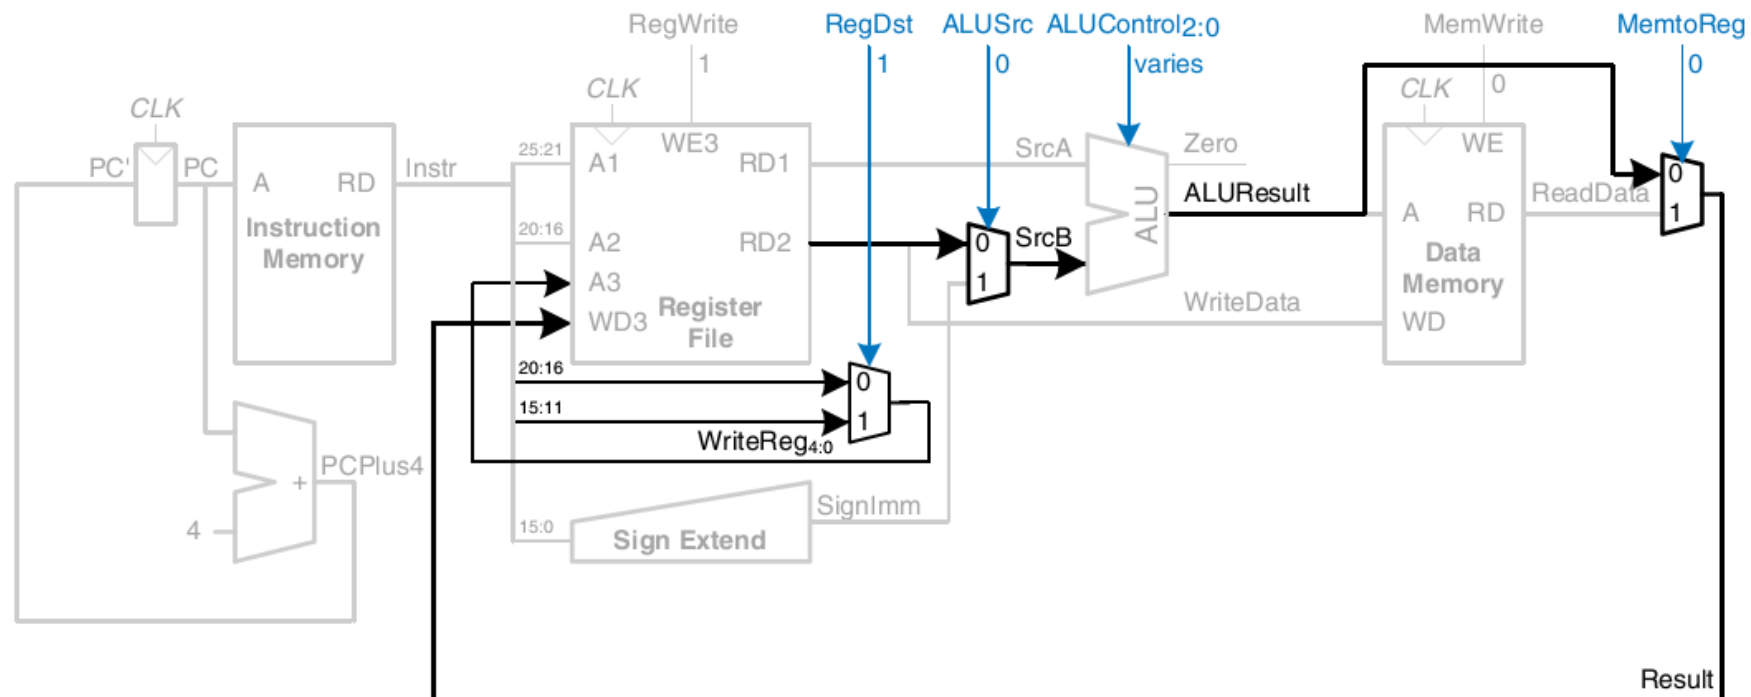 RegWrite
RegDst
ALUSrc
ALUControl2:0
MemWrite
MemtoReg
1
1
0
varies
0
0
CLK
CLK
CLK
PC'
PC
A
RD
Instruction
Memory
Instr
25:21
20:16
A1
WE3
RD1
A2
RD2
A3
WD3
Register
File
SrcA
0
1
SrcB
ALU
Zero
ALUResult
WriteData
WE
A
RD
Data
Memory
WD
ReadData
0
1
20:16
15:11
0
1
WriteReg4:0
PCPlus4
+
4
15:0
Sign Extend
SignImm
Result